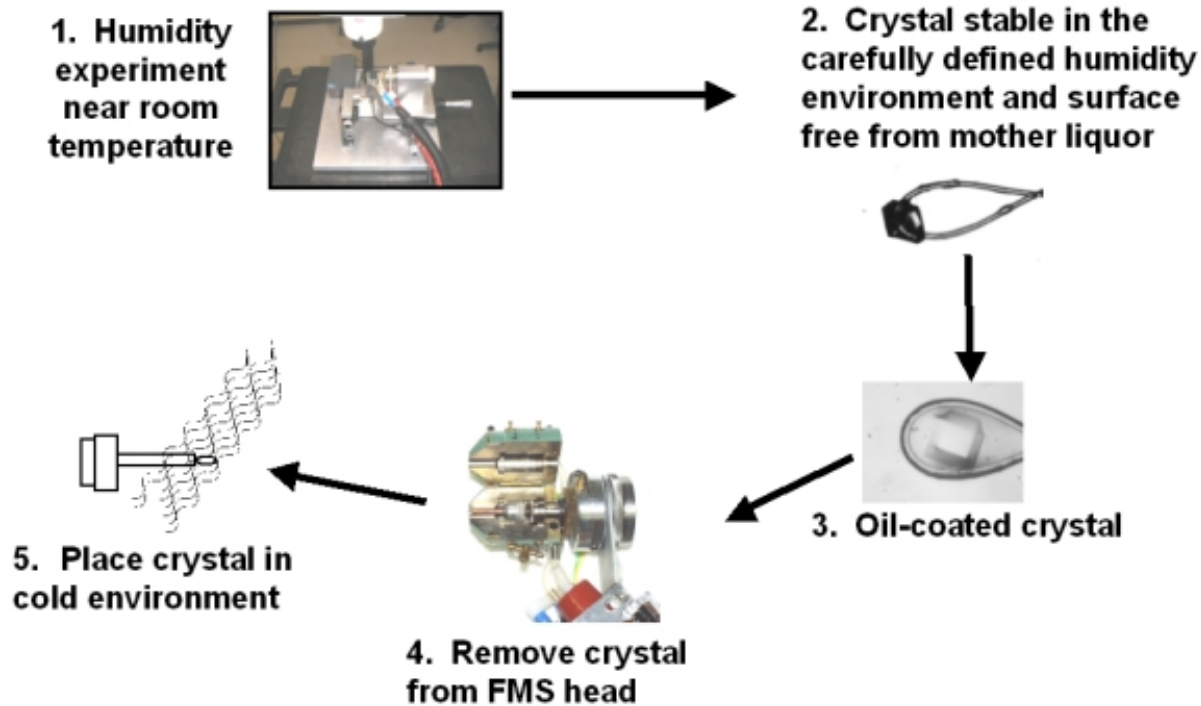 1. Humidity
experiment
near room
temperature
2. Crystal stable in the
carefully defined humidity
environment and surface
free from mother liquor
3. Oil-coated crystal
4. Remove crystal
from FMS head
5. Place crystal in
cold environment